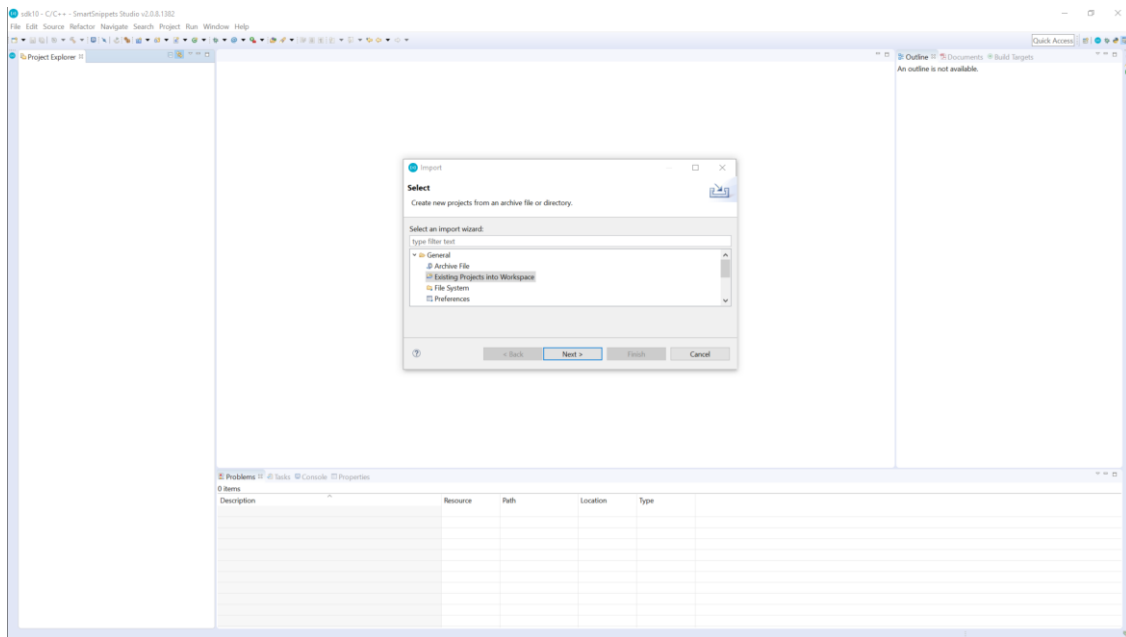 sdk10 - C/C++ - SmartSnippets Studio v2.0.8.1382
File Edit Source Refactor Navigate Search Project Run Window Help
Quick Access
Project Explorer
Outline Documents Build Targets
An outline is not available.
Import
Select
Create new projects from an archive file or directory.
Select an import wizard:
type filter text
General
Archive File
Existing Projects into Workspace
File System
Preferences
< Back Next > Finish Cancel
Problems Tasks Console Properties
0 items
Description Resource Path Location Type